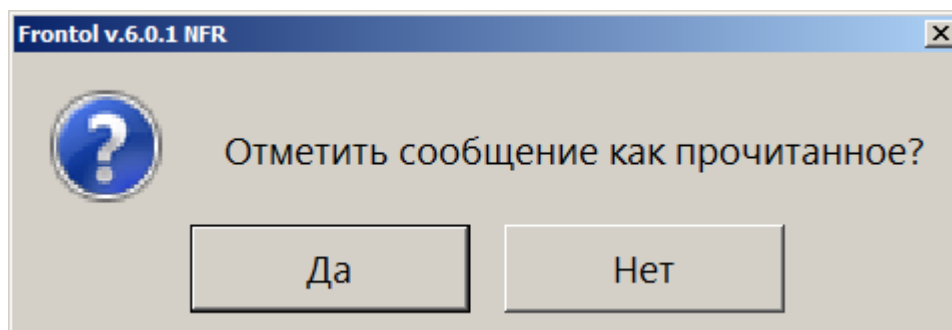 Frontol v.6.0.1 NFR
Отметить сообщение как прочитанное?
Да
Нет